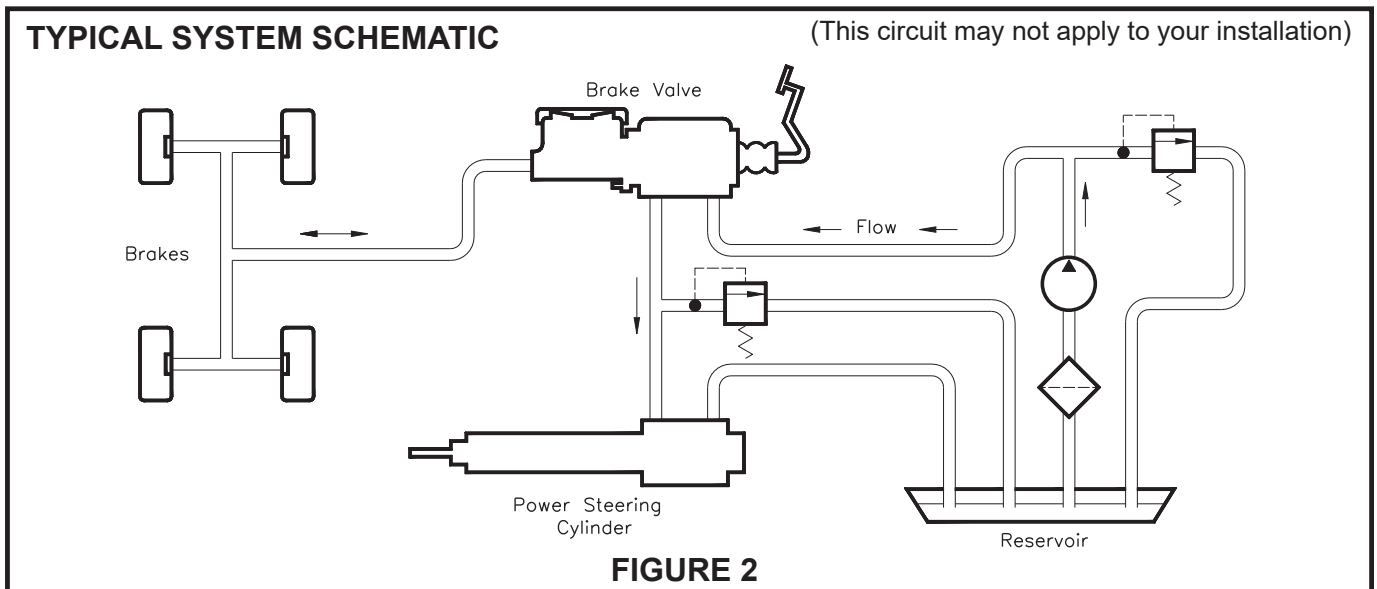 TYPICAL SYSTEM SCHEMATIC
(This circuit may not apply to your installation)
Brake Valve
Flow
Brakes
Power Steering
Cylinder
Reservoir
FIGURE 2